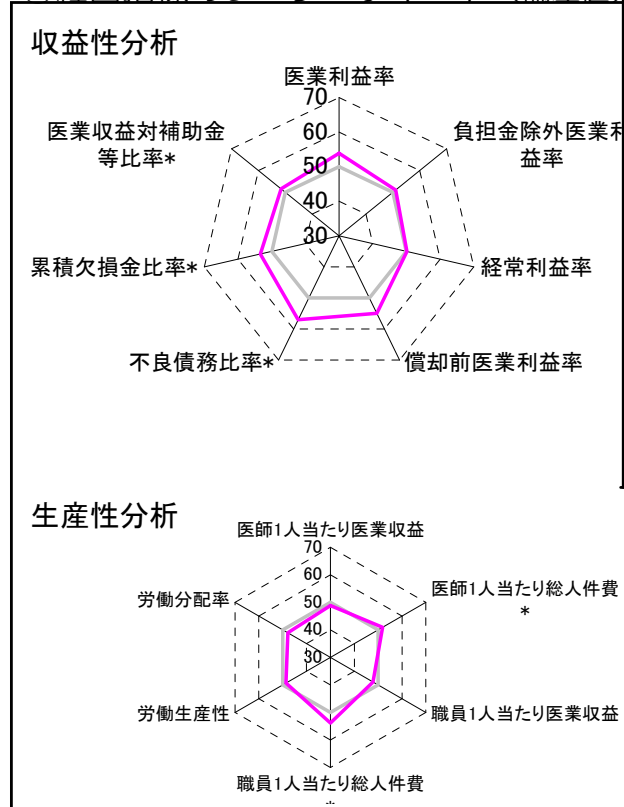 収益性分析
医業利益率
70
60
50
40
30
医業収益対補助金
等比率*
負担金除外医業利
益率
累積欠損金比率*
経常利益率
不良債務比率*
償却前医業利益率
生産性分析
医師1人当たり医業収益
70
60
50
40
30
労働分配率
医師1人当たり総人件費
*
労働生産性
職員1人当たり医業収益
職員1人当たり総人件費
*